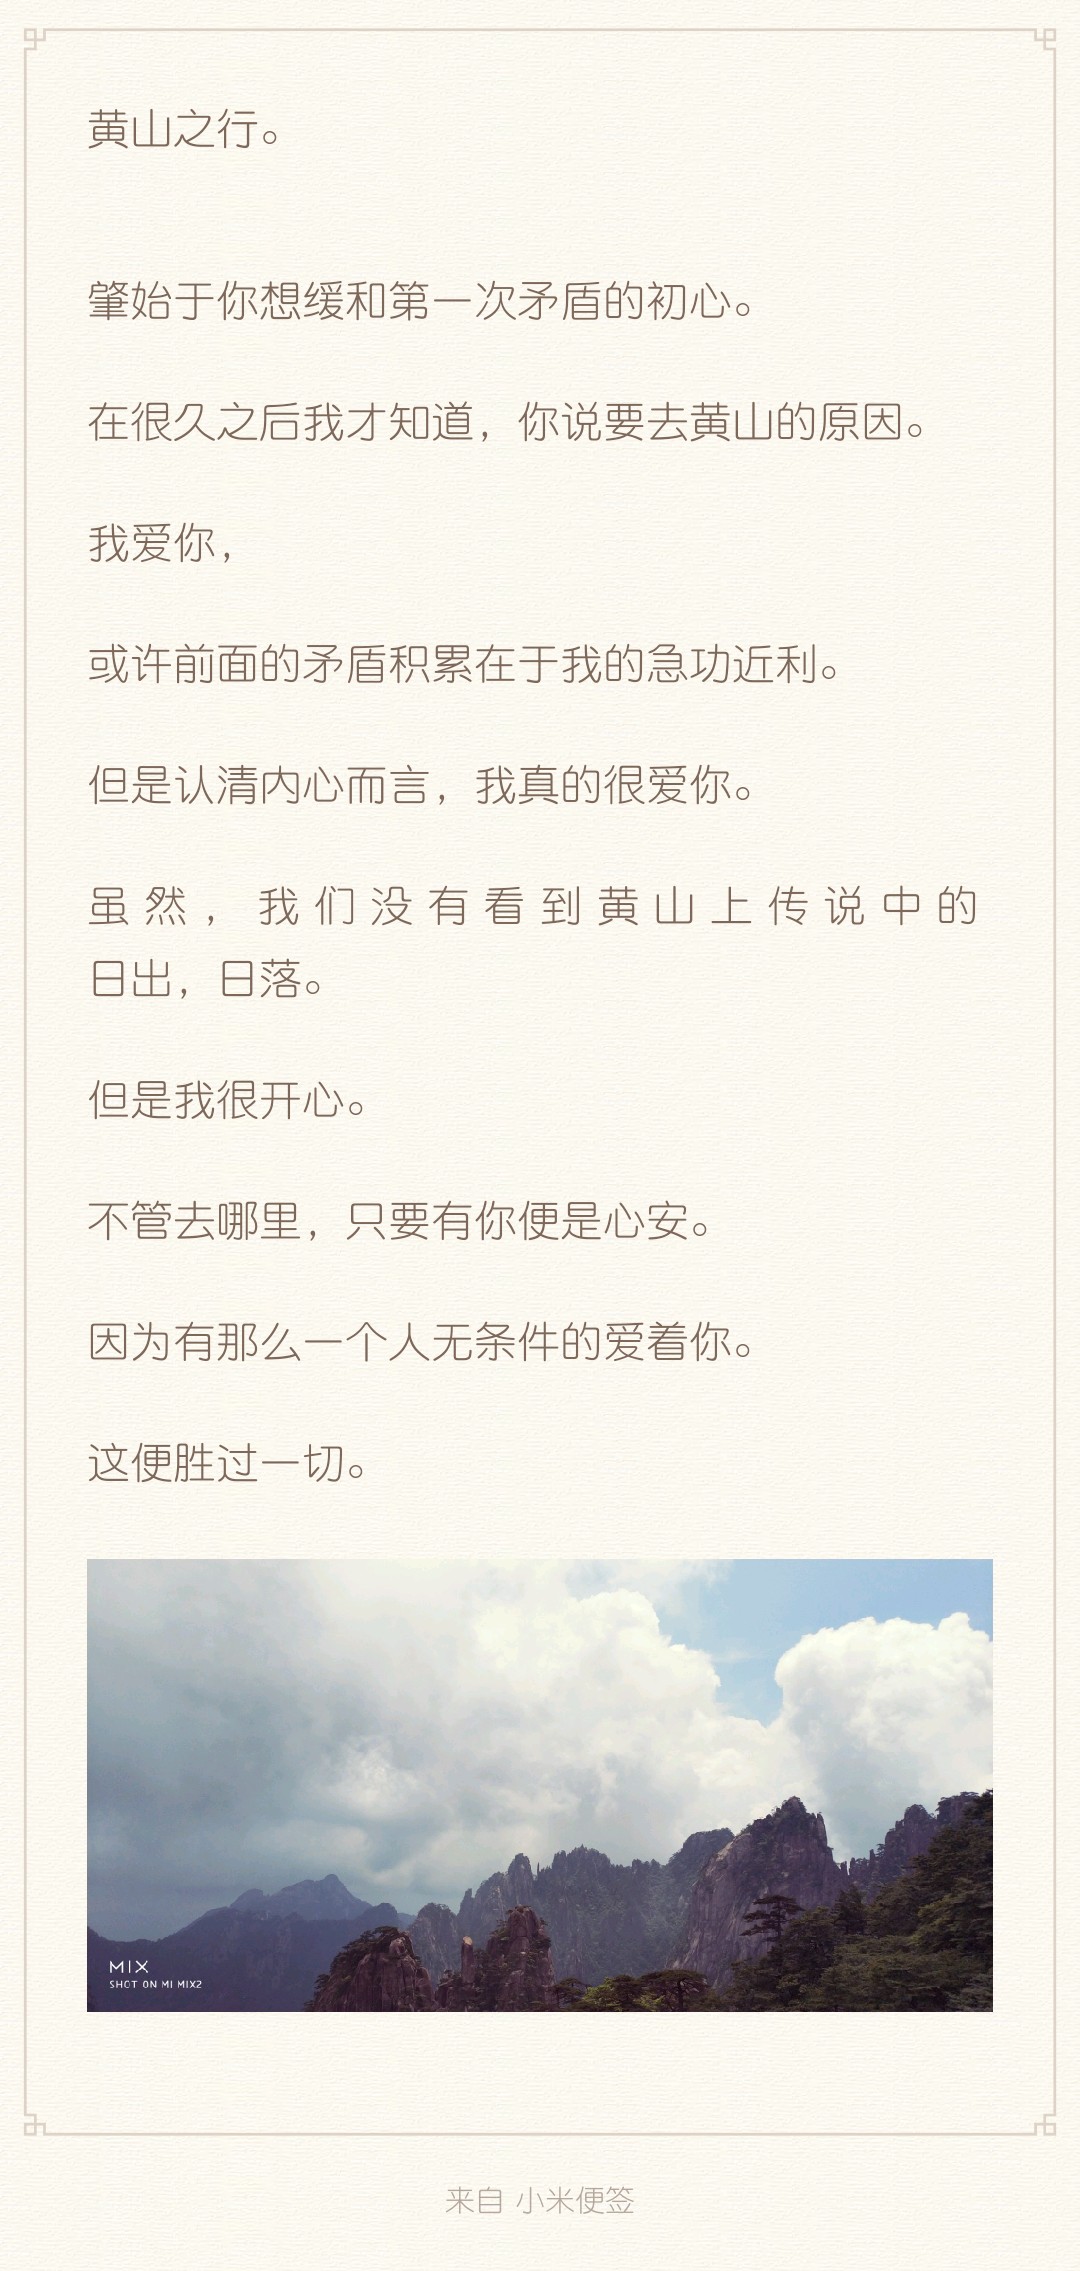 黄山之行。
肇始于你想缓和第一次矛盾的初心。
在很久之后我才知道，你说要去黄山的原因。
我爱你，
或许前面的矛盾积累在于我的急功近利。
但是认清内心而言，我真的很爱你。
虽然，我们没有看到黄山上传说中的
日出，日落。
但是我很开心。
不管去哪里，只要有你便是心安。
因为有那么一个人无条件的爱着你。
这便胜过一切。
MIX
SHOT ON MI MIX2
来自 小米便签